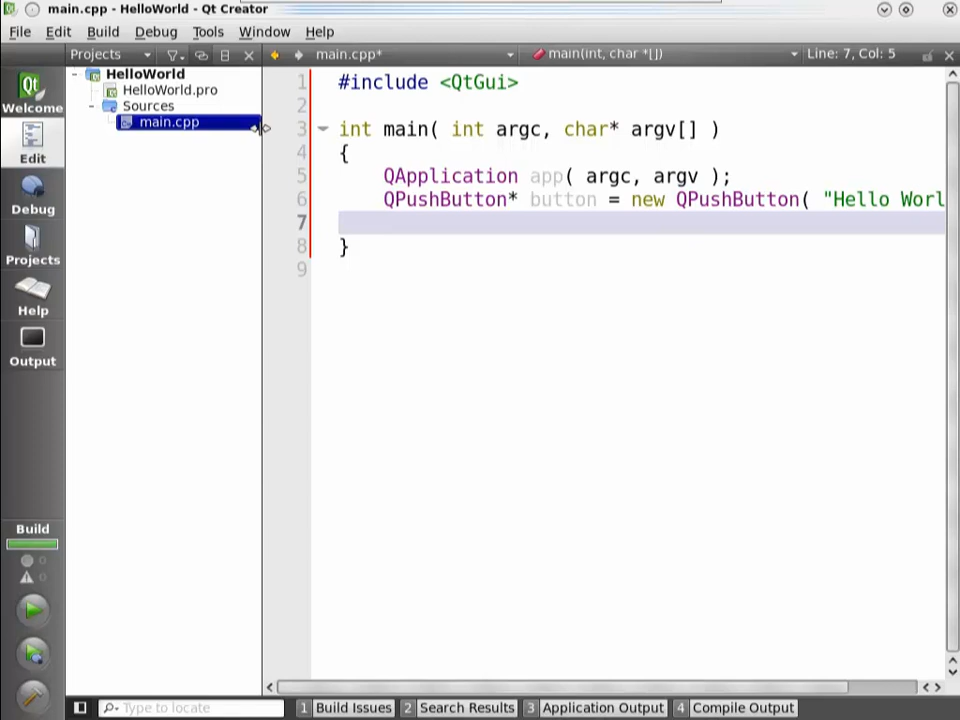 main.cpp - HelloWorld - Qt Creator
File Edit Build Debug Tools Window Help
Projects main.cpp* main(int, char *[]) Line: 7, Col: 5
HelloWorld
HelloWorld.pro
Sources
main.cpp
Qt
Welcome
Edit
Debug
Projects
Help
Output
Build
0
0
1 #include <QtGui>
2
3 int main( int argc, char* argv[] )
4 {
5 QApplication app( argc, argv );
6 QPushButton* button = new QPushButton( "Hello Worl
7
8 }
9
Type to locate 1 Build Issues 2 Search Results 3 Application Output 4 Compile Output